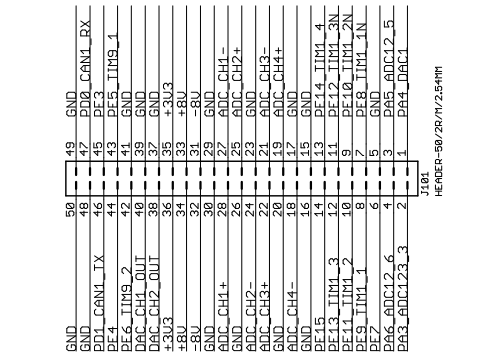 GND 50 49 GND
GND 48 47 PD0_CAN1_RX
PD1_CAN1_TX 46 45 PE3
PE4 44 43 PE5_TIM9_1
PE6_TIM9_2 42 41 GND
DAC_CH1_OUT 40 39 GND
DAC_CH2_OUT 38 37 GND
+3V3 36 35 +3V3
+8V 34 33 +8V
-8V 32 31 -8V
GND 30 29 GND
ADC_CH1+ 28 27 ADC_CH1-
GND 26 25 ADC_CH2+
ADC_CH2- 24 23 GND
ADC_CH3+ 22 21 ADC_CH3-
GND 20 19 ADC_CH4+
ADC_CH4- 18 17 GND
GND 16 15 GND
PE15 14 13 PE14_TIM1_4
PE13_TIM1_3 12 11 PE12_TIM1_3N
PE11_TIM1_2 10 9 PE10_TIM1_2N
PE9_TIM1_1 8 7 PE8_TIM1_1N
PE7 6 5 GND
PA6_ADC12_6 4 3 PA5_ADC12_5
PA3_ADC123_3 2 1 PA4_DAC1
J101
HEADER-50/2R/M/2.54MM